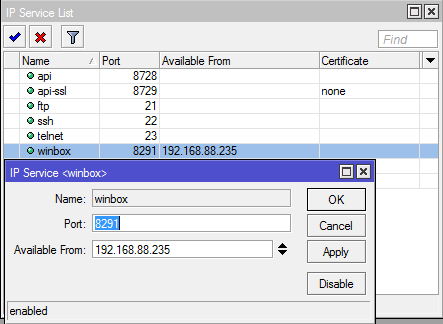 IP Service List
Find
Name / Port Available From Certificate
api 8728
api-ssl 8729 none
ftp 21
ssh 22
telnet 23
winbox 8291 192.168.88.235
IP Service <winbox>
Name: winbox OK
Port: 8291 Cancel
Available From: 192.168.88.235 Apply
Disable
enabled